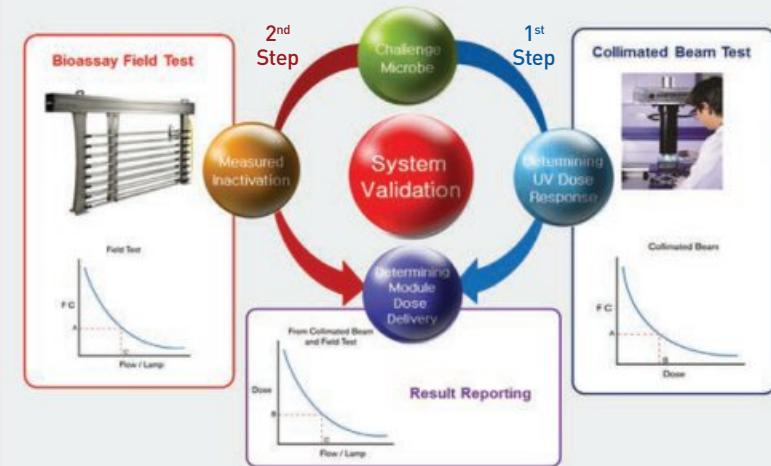 2nd
Step
1st
Step
Bioassay Field Test
Collimated Beam Test
Challenge
Microbe
Measured
Inactivation
System
Validation
Determining
UV Dose
Response
Determining
Module
Dose
Delivery
Field Test
FC
A
C
Flow / Lamp
Collimated Beam
FC
A
B
Dose
From Collimated Beam
and Field Test
Dose
B
C
Flow / Lamp
Result Reporting